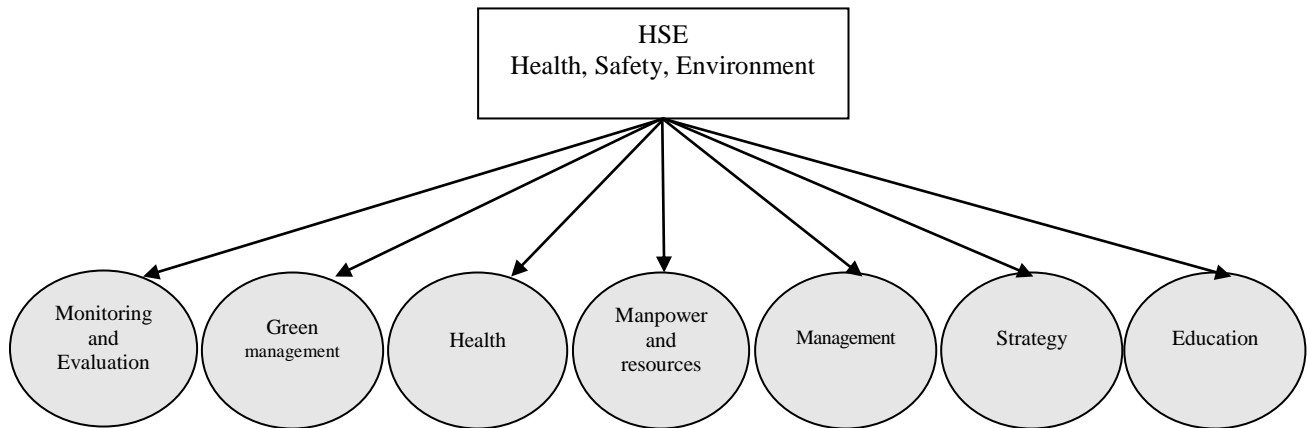 HSE
Health, Safety, Environment
Monitoring
and
Evaluation
Green
management
Health
Manpower
and
resources
Management
Strategy
Education